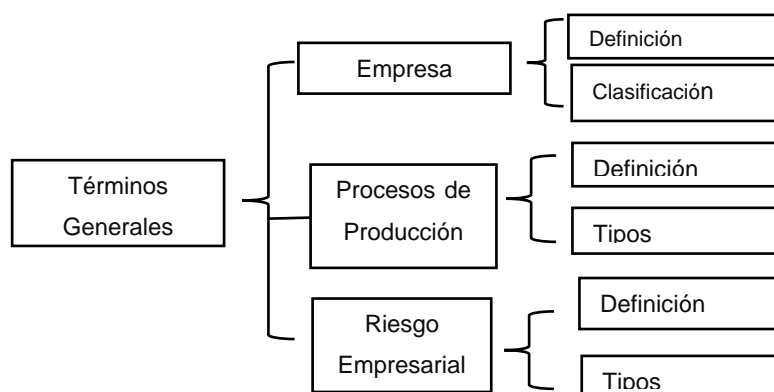 Términos
Generales
Empresa
Definición
Clasificación
Procesos de
Producción
Definición
Tipos
Riesgo
Empresarial
Definición
Tipos